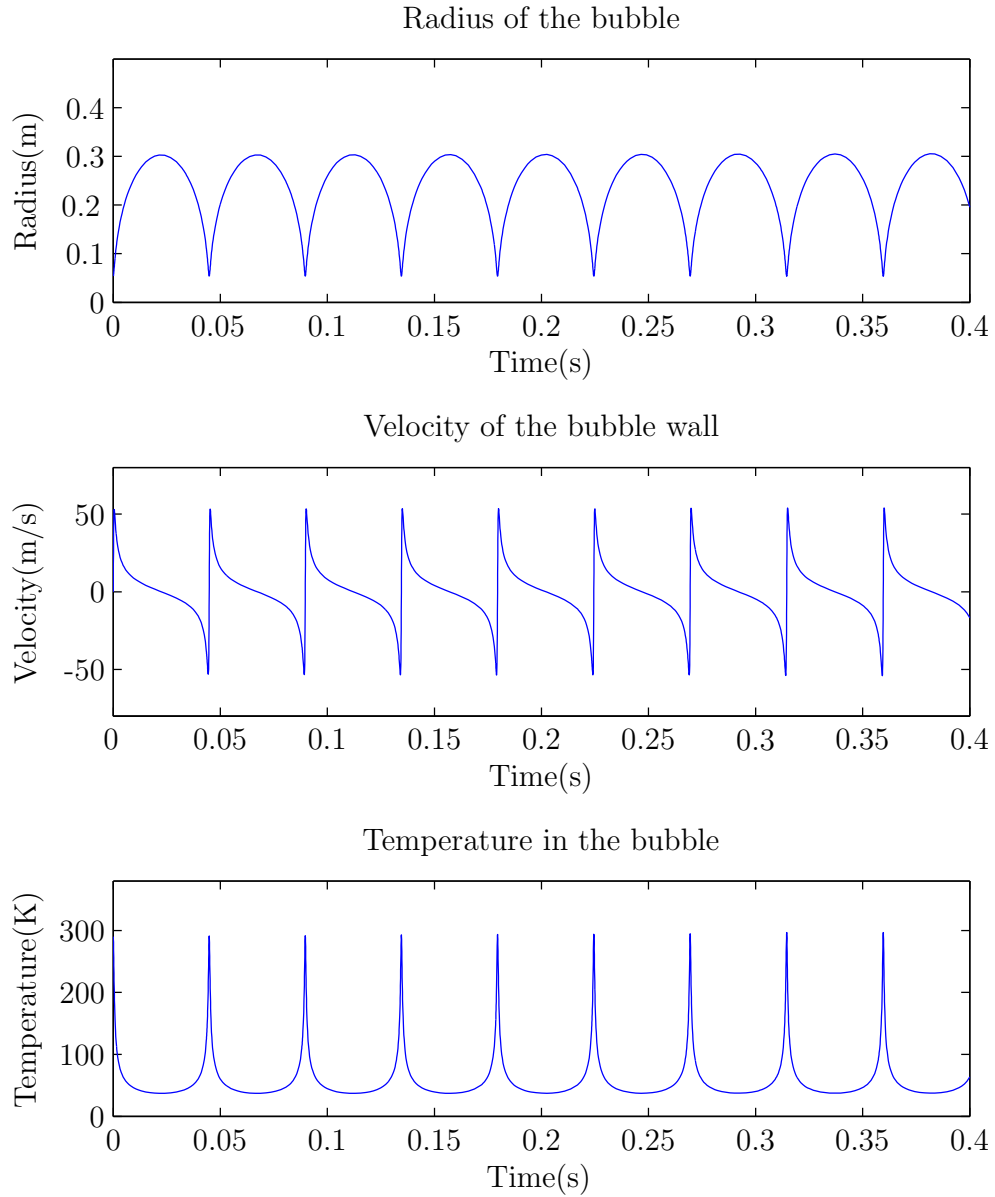 Radius of the bubble
Radius(m)
0.4
0.3
0.2
0.1
0
0 0.05 0.1 0.15 0.2 0.25 0.3 0.35 0.4
Time(s)
Velocity of the bubble wall
Velocity(m/s)
50
0
-50
0 0.05 0.1 0.15 0.2 0.25 0.3 0.35 0.4
Time(s)
Temperature in the bubble
Temperature(K)
300
200
100
0
0 0.05 0.1 0.15 0.2 0.25 0.3 0.35 0.4
Time(s)